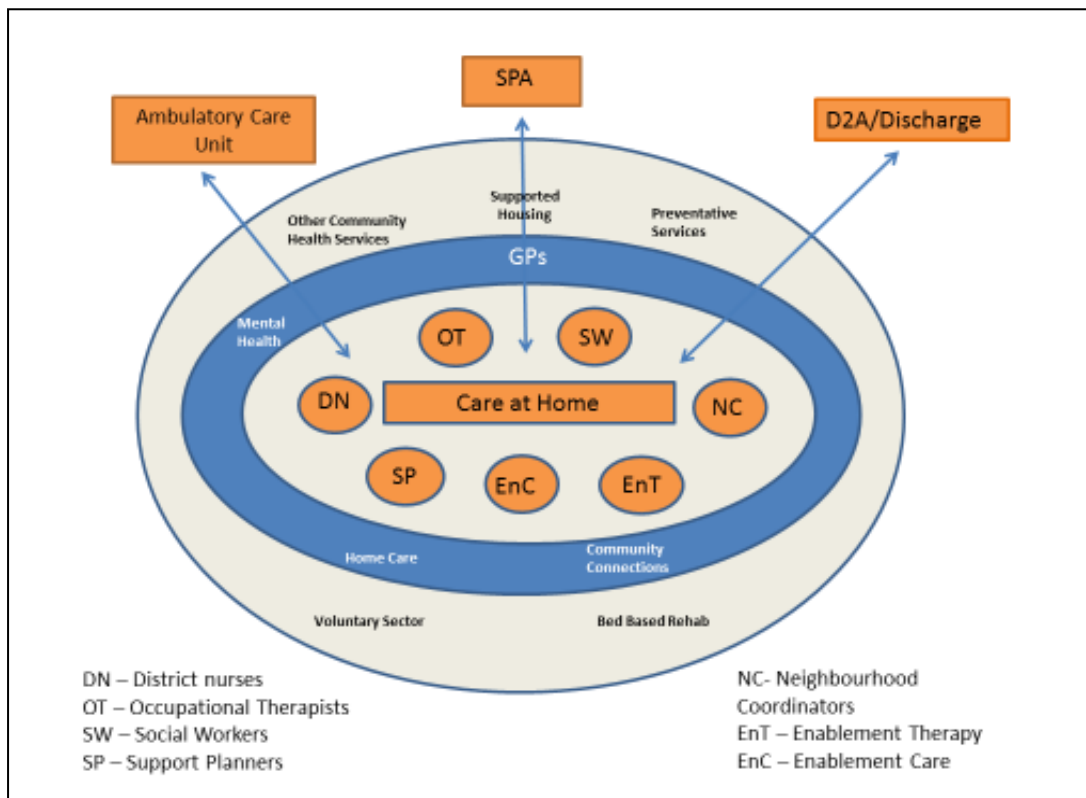 SPA
Ambulatory Care
Unit
D2A/Discharge
Supported
Housing
Other Community
Health Services
Preventative
Services
GPs
Mental
Health
OT
SW
DN
Care at Home
NC
SP
EnC
EnT
Home Care
Community
Connections
Voluntary Sector
Bed Based Rehab
DN – District nurses
OT – Occupational Therapists
SW – Social Workers
SP – Support Planners
NC- Neighbourhood
Coordinators
EnT – Enablement Therapy
EnC – Enablement Care